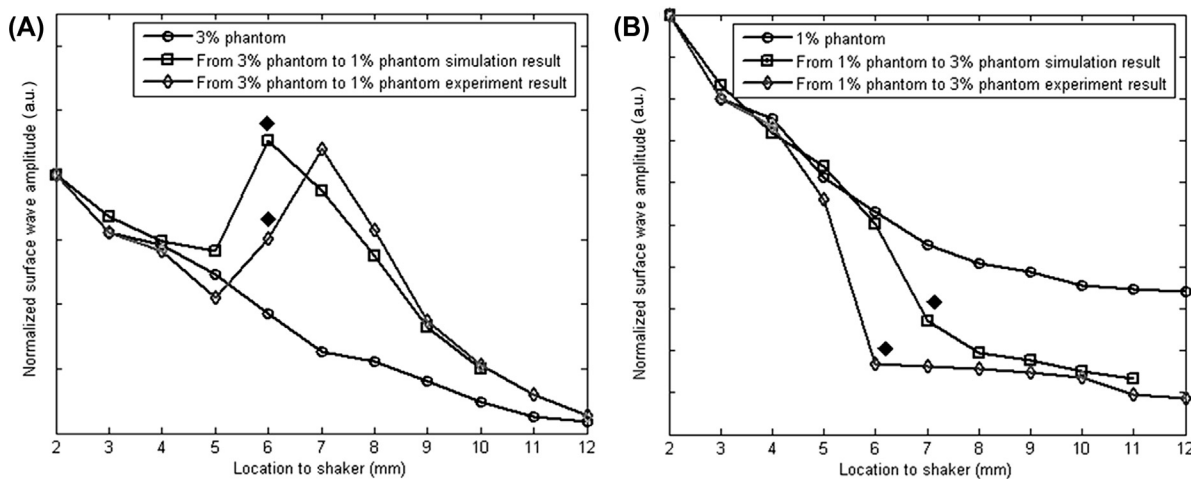 (A)
3% phantom
From 3% phantom to 1% phantom simulation result
From 3% phantom to 1% phantom experiment result
Normalized surface wave amplitude (a.u.)
2 3 4 5 6 7 8 9 10 11 12
Location to shaker (mm)
(B)
1% phantom
From 1% phantom to 3% phantom simulation result
From 1% phantom to 3% phantom experiment result
Normalized surface wave amplitude (a.u.)
2 3 4 5 6 7 8 9 10 11 12
Location to shaker (mm)